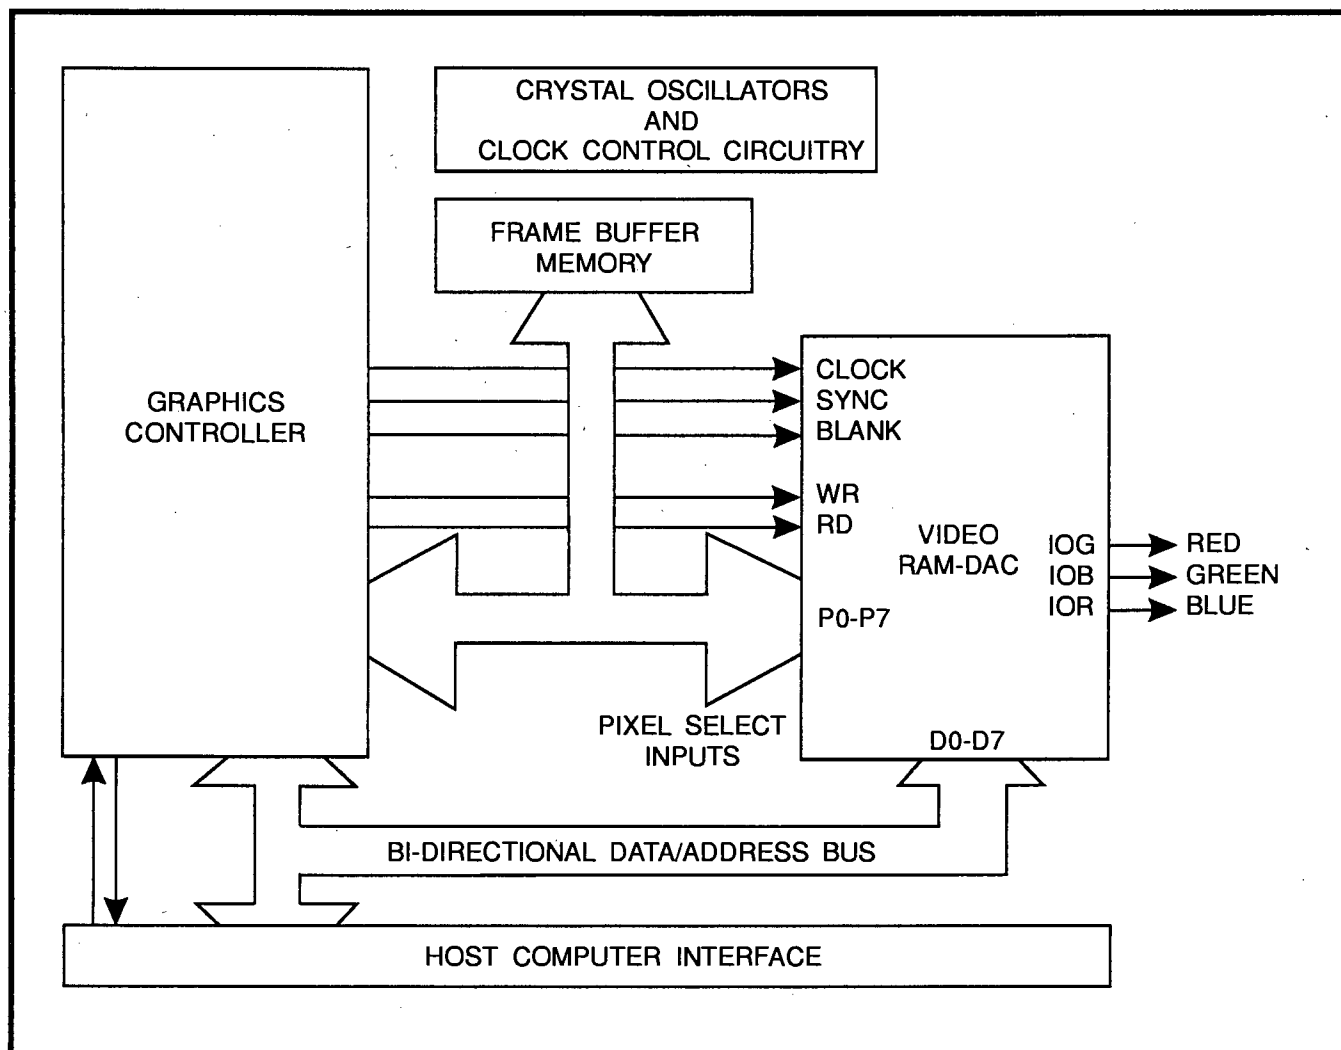 CRYSTAL OSCILLATORS
AND
CLOCK CONTROL CIRCUITRY
FRAME BUFFER
MEMORY
GRAPHICS
CONTROLLER
CLOCK
SYNC
BLANK
WR
RD
VIDEO
RAM-DAC
IOG
IOB
IOR
RED
GREEN
BLUE
P0-P7
PIXEL SELECT
INPUTS
D0-D7
BI-DIRECTIONAL DATA/ADDRESS BUS
HOST COMPUTER INTERFACE